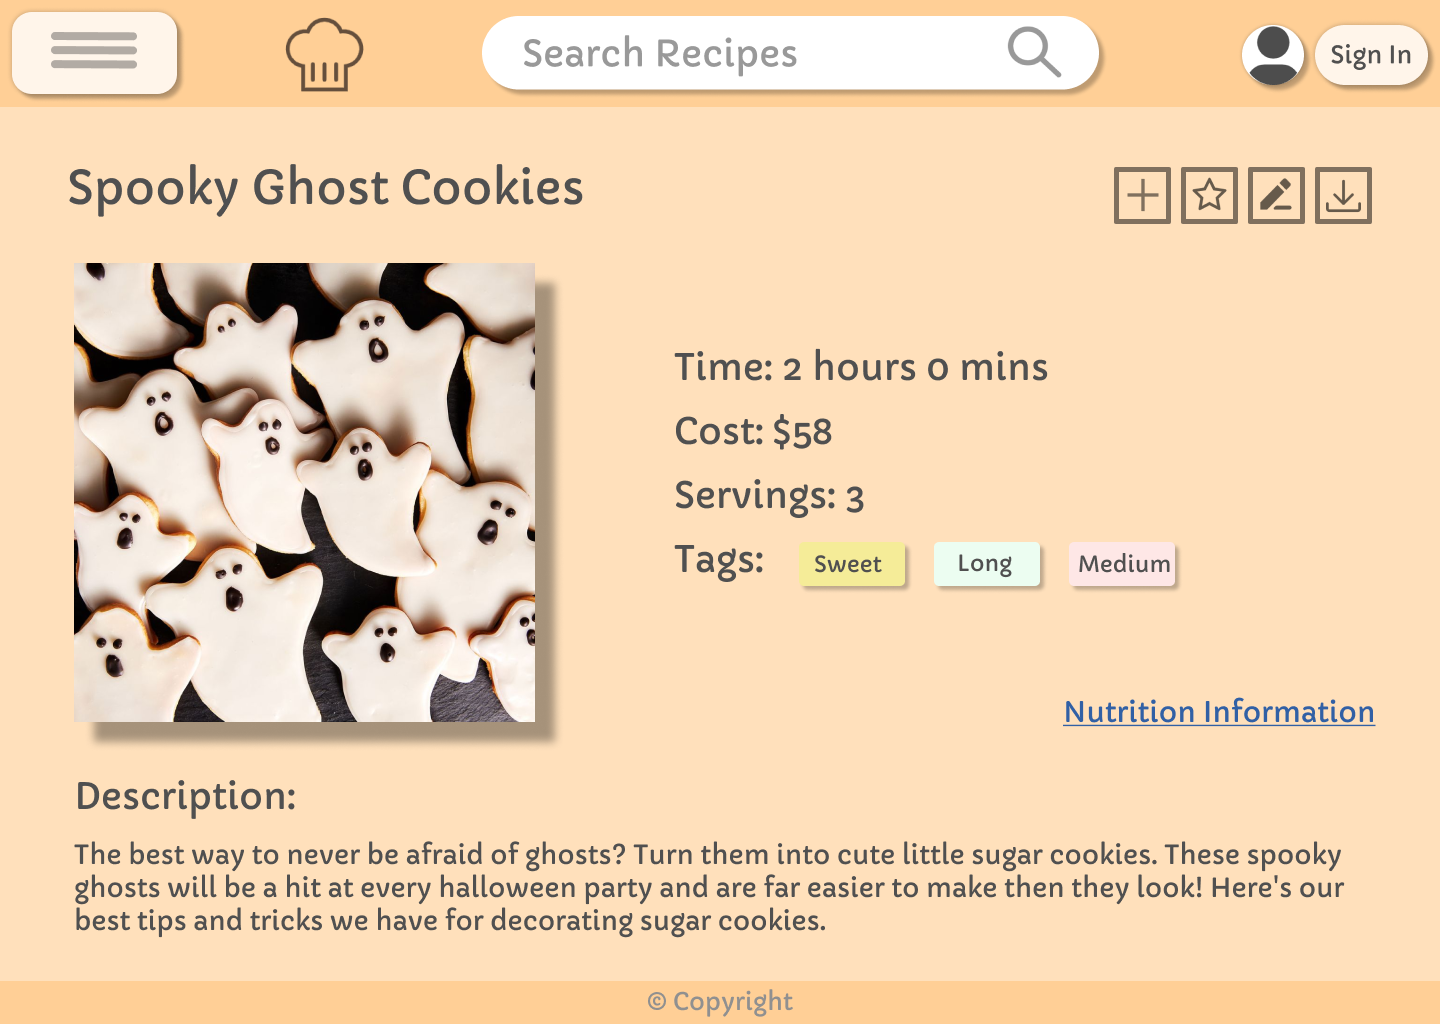 Search Recipes
Sign In
Spooky Ghost Cookies
Time: 2 hours 0 mins
Cost: $58
Servings: 3
Tags: Sweet Long Medium
Nutrition Information
Description:
The best way to never be afraid of ghosts? Turn them into cute little sugar cookies. These spooky
ghosts will be a hit at every halloween party and are far easier to make then they look! Here's our
best tips and tricks we have for decorating sugar cookies.
© Copyright